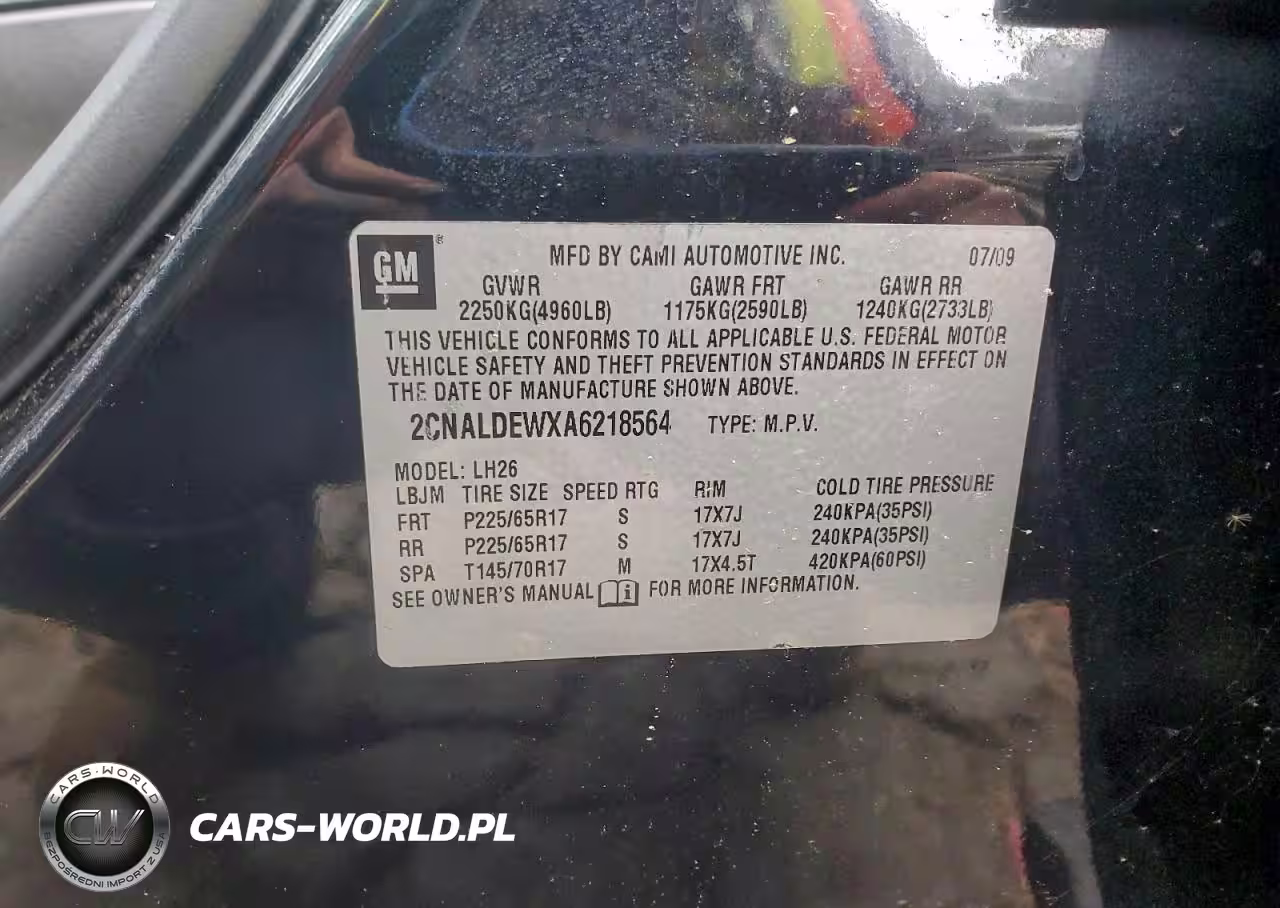 GM®
MFD BY CAMI AUTOMOTIVE INC. 07/09
GVWR GAWR FRT GAWR RR
2250KG(4960LB) 1175KG(2590LB) 1240KG(2733LB)
THIS VEHICLE CONFORMS TO ALL APPLICABLE U.S. FEDERAL MOTOR
VEHICLE SAFETY AND THEFT PREVENTION STANDARDS IN EFFECT ON
THE DATE OF MANUFACTURE SHOWN ABOVE.
2CNALDEWXA6218564 TYPE: M.P.V.
MODEL: LH26
LBJM TIRE SIZE SPEED RTG RIM COLD TIRE PRESSURE
FRT P225/65R17 S 17X7J 240KPA(35PSI)
RR P225/65R17 S 17X7J 240KPA(35PSI)
SPA T145/70R17 M 17X4.5T 420KPA(60PSI)
SEE OWNER'S MANUAL FOR MORE INFORMATION.
CARS-WORLD
CW
BEZPOŚREDNI IMPORT Z USA
CARS-WORLD.PL